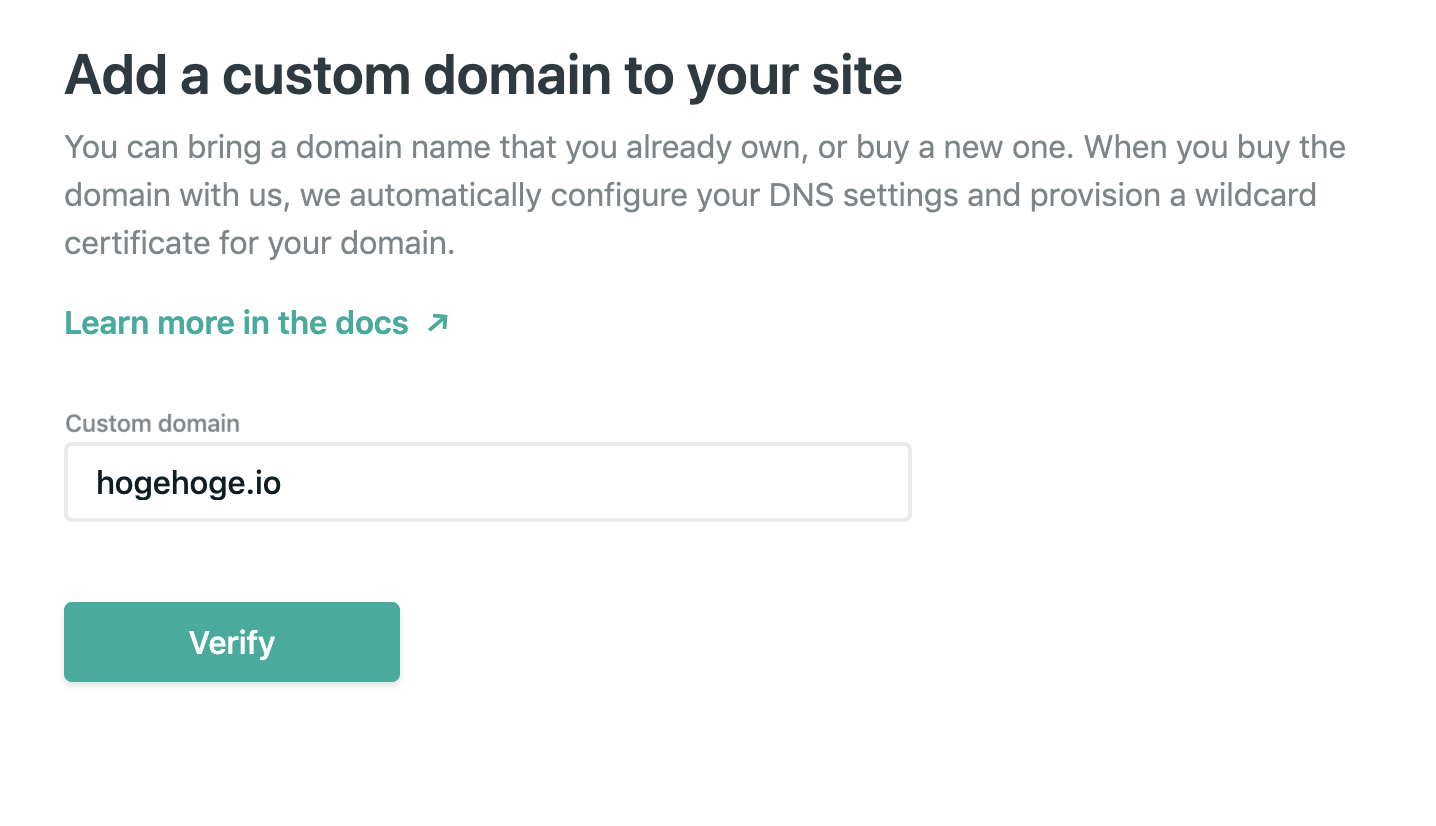 Add a custom domain to your site
You can bring a domain name that you already own, or buy a new one. When you buy the
domain with us, we automatically configure your DNS settings and provision a wildcard
certificate for your domain.
Learn more in the docs
Custom domain
hogehoge.io
Verify